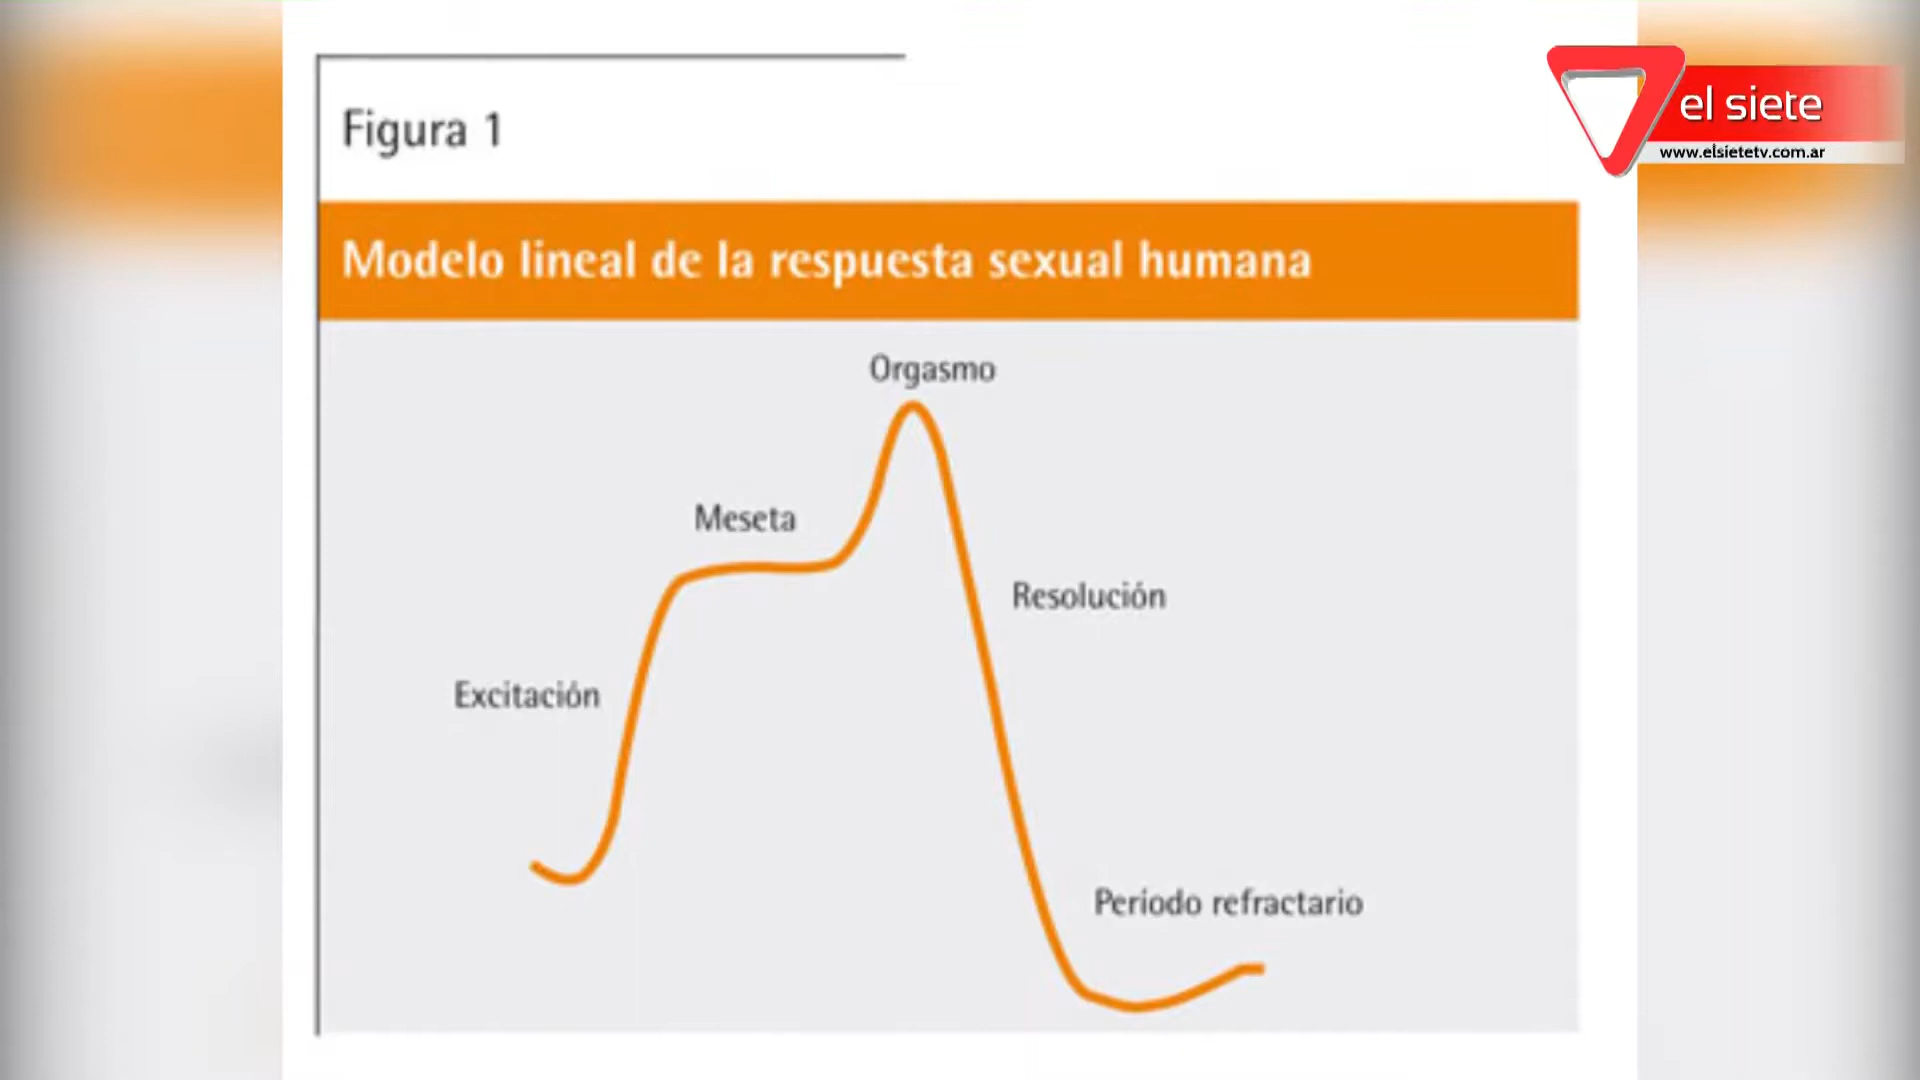 Figura 1
el siete
www.elsietetv.com.ar
Modelo lineal de la respuesta sexual humana
Orgasmo
Meseta
Resolución
Excitación
Período refractario